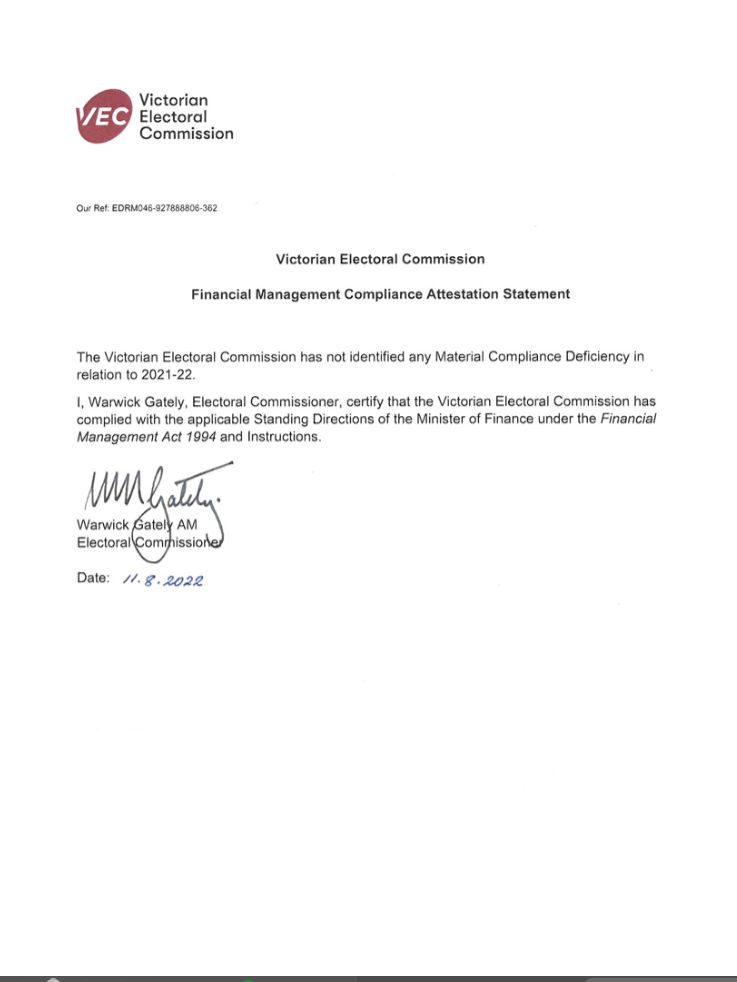 VEC
Victorian
Electoral
Commission
Our Ref: EDRM046-927888806-362
Victorian Electoral Commission
Financial Management Compliance Attestation Statement
The Victorian Electoral Commission has not identified any Material Compliance Deficiency in
relation to 2021-22.
I, Warwick Gately, Electoral Commissioner, certify that the Victorian Electoral Commission has
complied with the applicable Standing Directions of the Minister of Finance under the Financial
Management Act 1994 and Instructions.
WM Gately.
Warwick Gately AM
Electoral Commissioner
Date: 11.8.2022